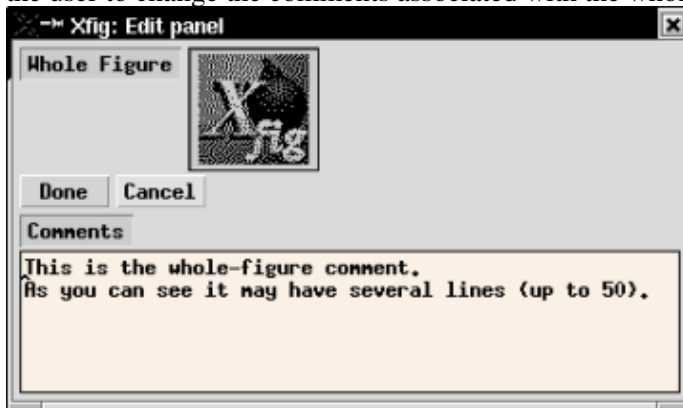 the user to change the comments associated with the whol
Xfig: Edit panel
Whole Figure
Xfig
Done Cancel
Comments
This is the whole-figure comment.
As you can see it may have several lines (up to 50).